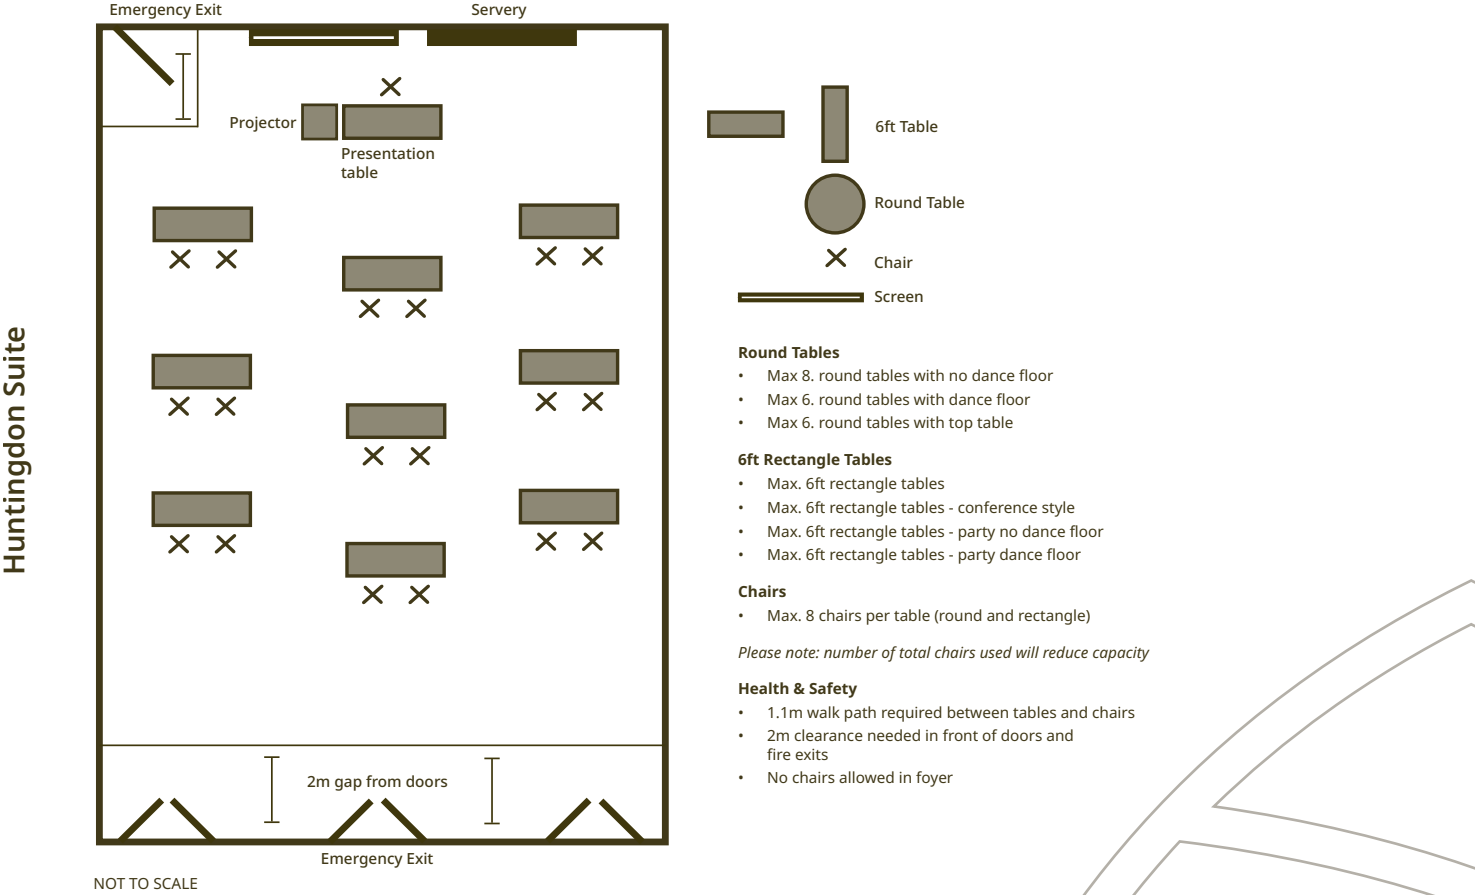 Emergency Exit
Servery
Projector
Presentation
table
Huntingdon Suite
2m gap from doors
Emergency Exit
NOT TO SCALE
6ft Table
Round Table
Chair
Screen
Round Tables
• Max 8. round tables with no dance floor
• Max 6. round tables with dance floor
• Max 6. round tables with top table
6ft Rectangle Tables
• Max. 6ft rectangle tables
• Max. 6ft rectangle tables - conference style
• Max. 6ft rectangle tables - party no dance floor
• Max. 6ft rectangle tables - party dance floor
Chairs
• Max. 8 chairs per table (round and rectangle)
Please note: number of total chairs used will reduce capacity
Health & Safety
• 1.1m walk path required between tables and chairs
• 2m clearance needed in front of doors and
fire exits
• No chairs allowed in foyer